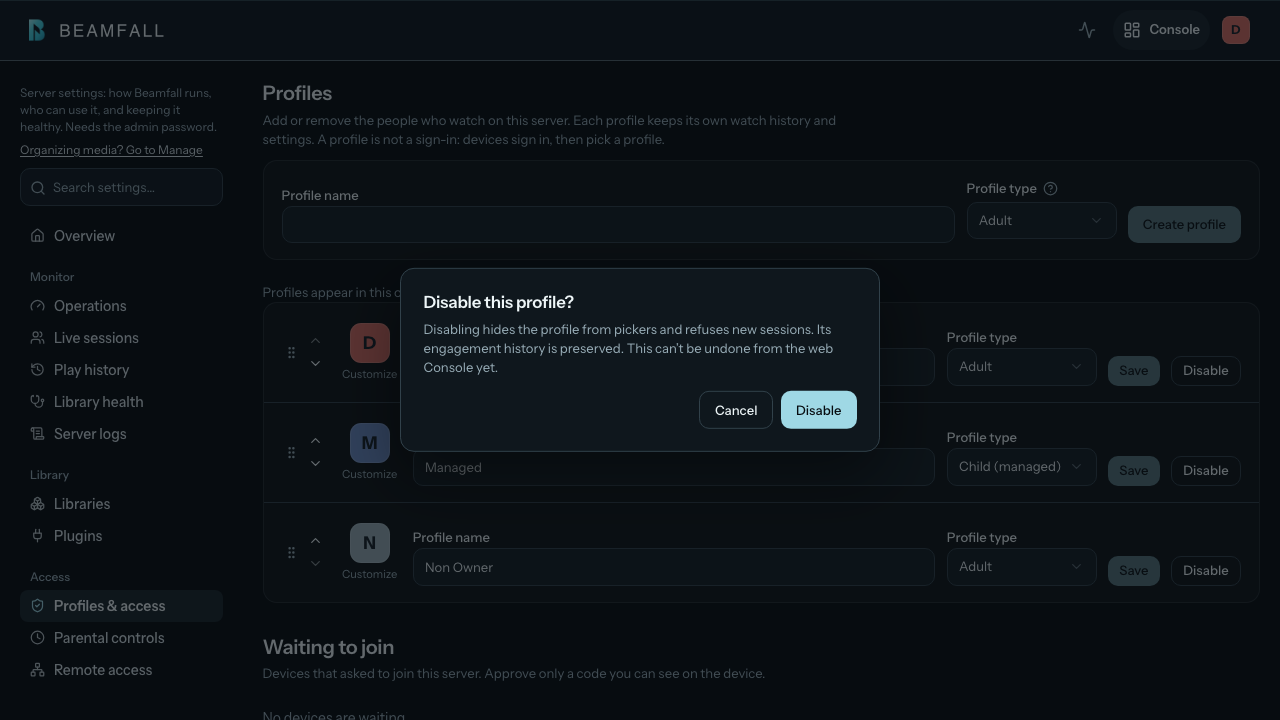 BEAMFALL
Console
D
Server settings: how Beamfall runs,
who can use it, and keeping it
healthy. Needs the admin password.
Organizing media? Go to Manage
Search settings...
Overview
Monitor
Operations
Live sessions
Play history
Library health
Server logs
Library
Libraries
Plugins
Access
Profiles & access
Parental controls
Remote access
Profiles
Add or remove the people who watch on this server. Each profile keeps its own watch history and
settings. A profile is not a sign-in: devices sign in, then pick a profile.
Profile name
Profile type
Adult
Create profile
Profiles appear in this
D
Customize
Profile type
Adult
Save
Disable
Disable this profile?
Disabling hides the profile from pickers and refuses new sessions. Its
engagement history is preserved. This can't be undone from the web
Console yet.
Cancel
Disable
M
Customize
Managed
Profile type
Child (managed)
Save
Disable
N
Customize
Profile name
Non Owner
Profile type
Adult
Save
Disable
Waiting to join
Devices that asked to join this server. Approve only a code you can see on the device.
No devices are waiting.